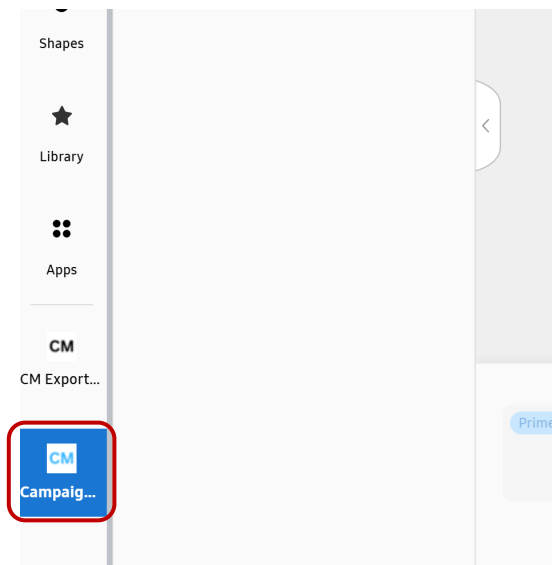 Shapes
Library
Apps
CM
CM Export...
CM
Campaig...
Prime